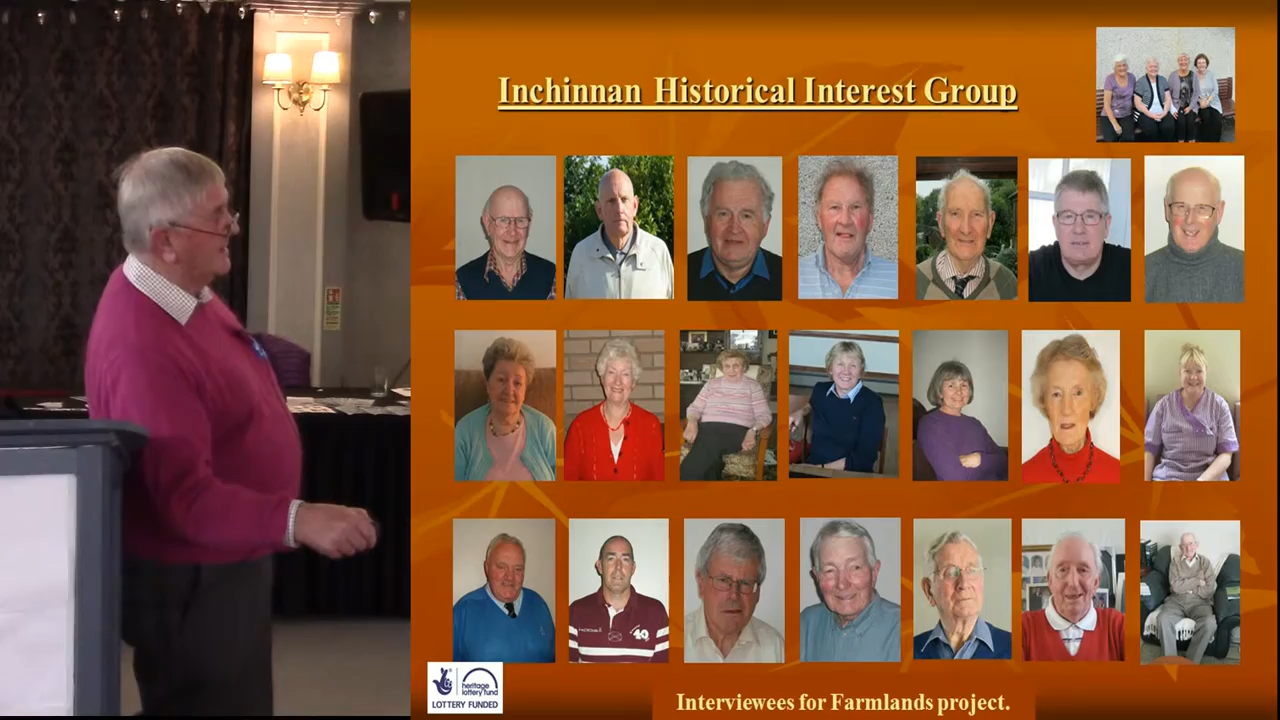 Inchinnan Historical Interest Group
heritage
lottery fund
LOTTERY FUNDED
Interviewees for Farmlands project.